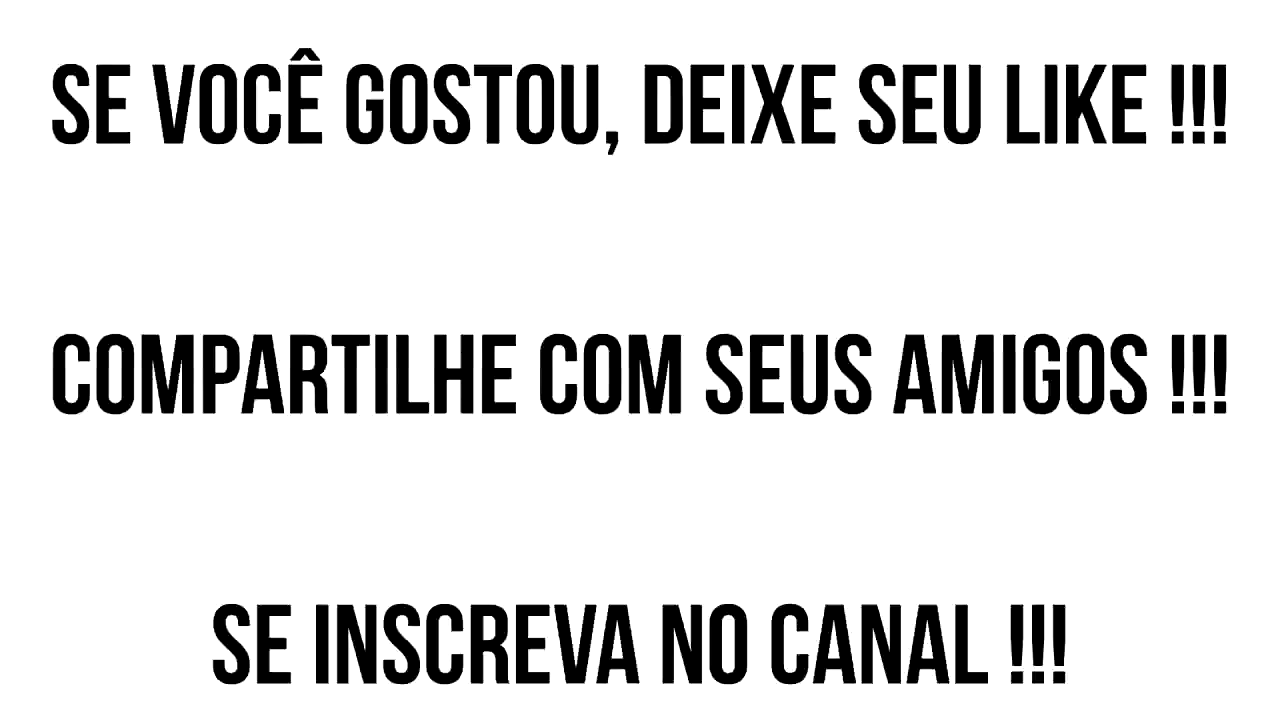 SE VOCÊ GOSTOU, DEIXE SEU LIKE !!!
COMPARTILHE COM SEUS AMIGOS !!!
SE INSCREVA NO CANAL !!!